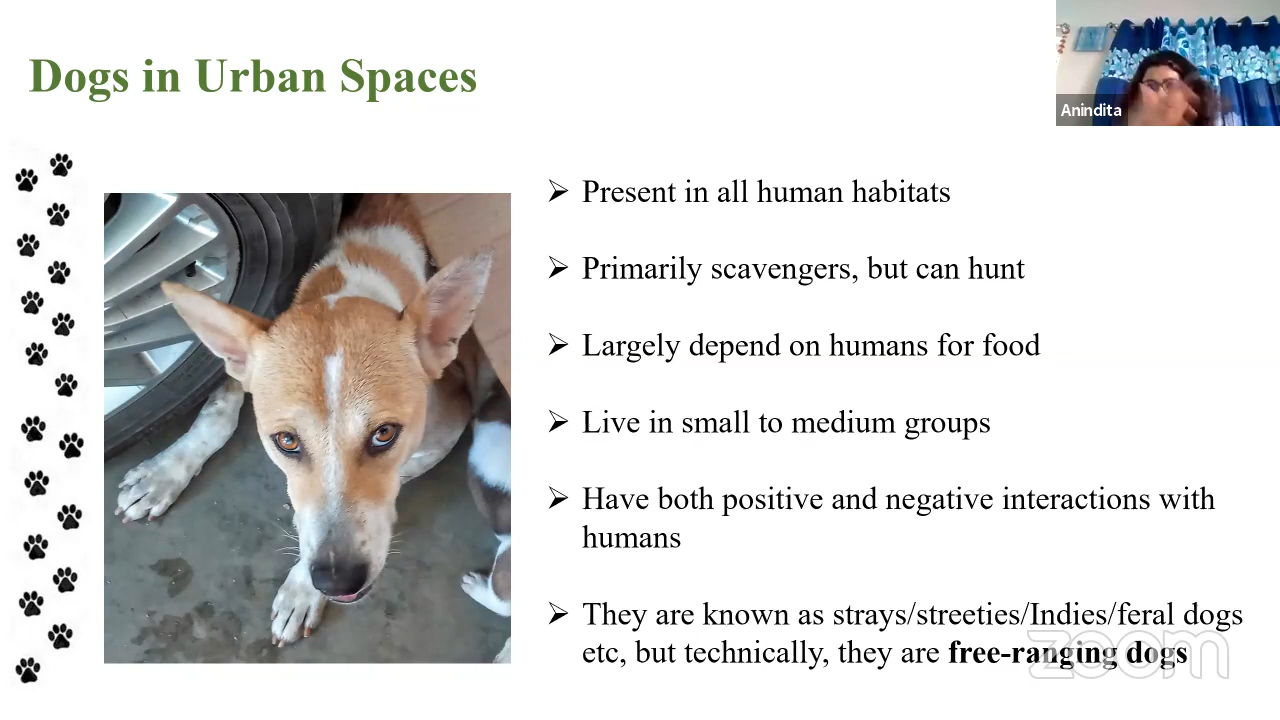 Dogs in Urban Spaces
Anindita
➢ Present in all human habitats
➢ Primarily scavengers, but can hunt
➢ Largely depend on humans for food
➢ Live in small to medium groups
➢ Have both positive and negative interactions with
humans
➢ They are known as strays/streeties/Indies/feral dogs
etc, but technically, they are free-ranging dogs
zoom